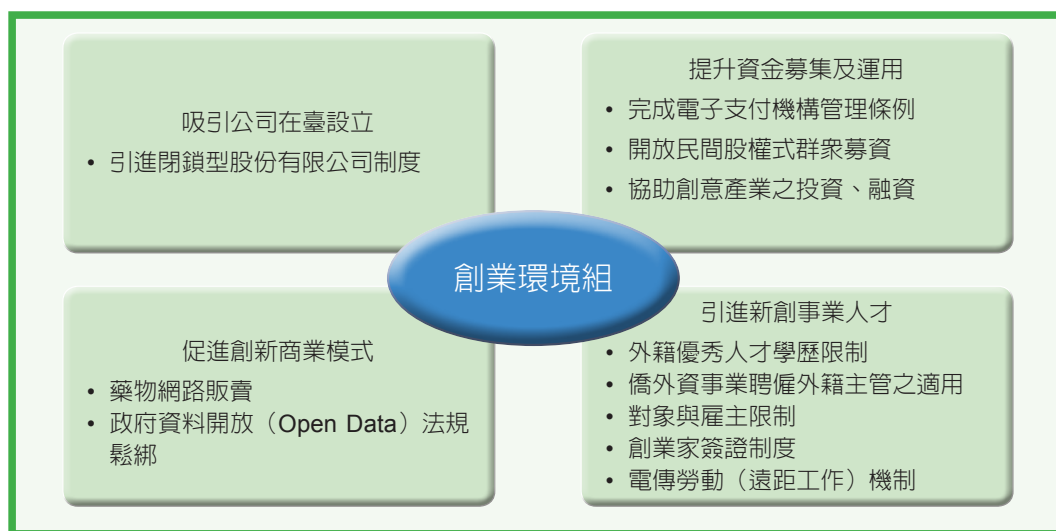 吸引公司在臺設立
• 引進閉鎖型股份有限公司制度
提升資金募集及運用
• 完成電子支付機構管理條例
• 開放民間股權式群眾募資
• 協助創意產業之投資、融資
創業環境組
促進創新商業模式
• 藥物網路販賣
• 政府資料開放（Open Data）法規
鬆綁
引進新創事業人才
• 外籍優秀人才學歷限制
• 僑外資事業聘僱外籍主管之適用
• 對象與雇主限制
• 創業家簽證制度
• 電傳勞動（遠距工作）機制